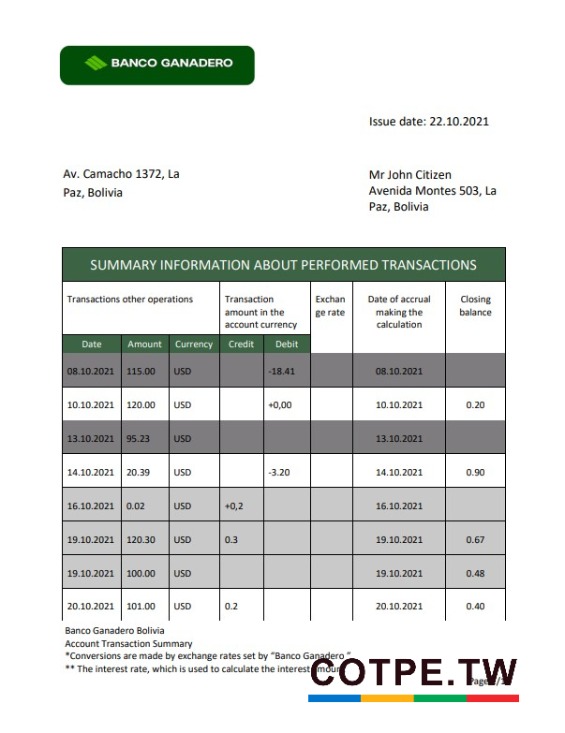 BANCO GANADERO
Issue date: 22.10.2021
Av. Camacho 1372, La
Paz, Bolivia
Mr John Citizen
Avenida Montes 503, La
Paz, Bolivia
SUMMARY INFORMATION ABOUT PERFORMED TRANSACTIONS
Transactions other operations
Transaction
amount in the
account currency
Exchan
ge rate
Date of accrual
making the
calculation
Closing
balance
Date Amount Currency Credit Debit
08.10.2021 115.00 USD -18.41 08.10.2021
10.10.2021 120.00 USD +0,00 10.10.2021 0.20
13.10.2021 95.23 USD 13.10.2021
14.10.2021 20.39 USD -3.20 14.10.2021 0.90
16.10.2021 0.02 USD +0,2 16.10.2021
19.10.2021 120.30 USD 0.3 19.10.2021 0.67
19.10.2021 100.00 USD 19.10.2021 0.48
20.10.2021 101.00 USD 0.2 20.10.2021 0.40
Banco Ganadero Bolivia
Account Transaction Summary
*Conversions are made by exchange rates set by “Banco Ganadero ”
** The interest rate, which is used to calculate the interest
COTPE.TW